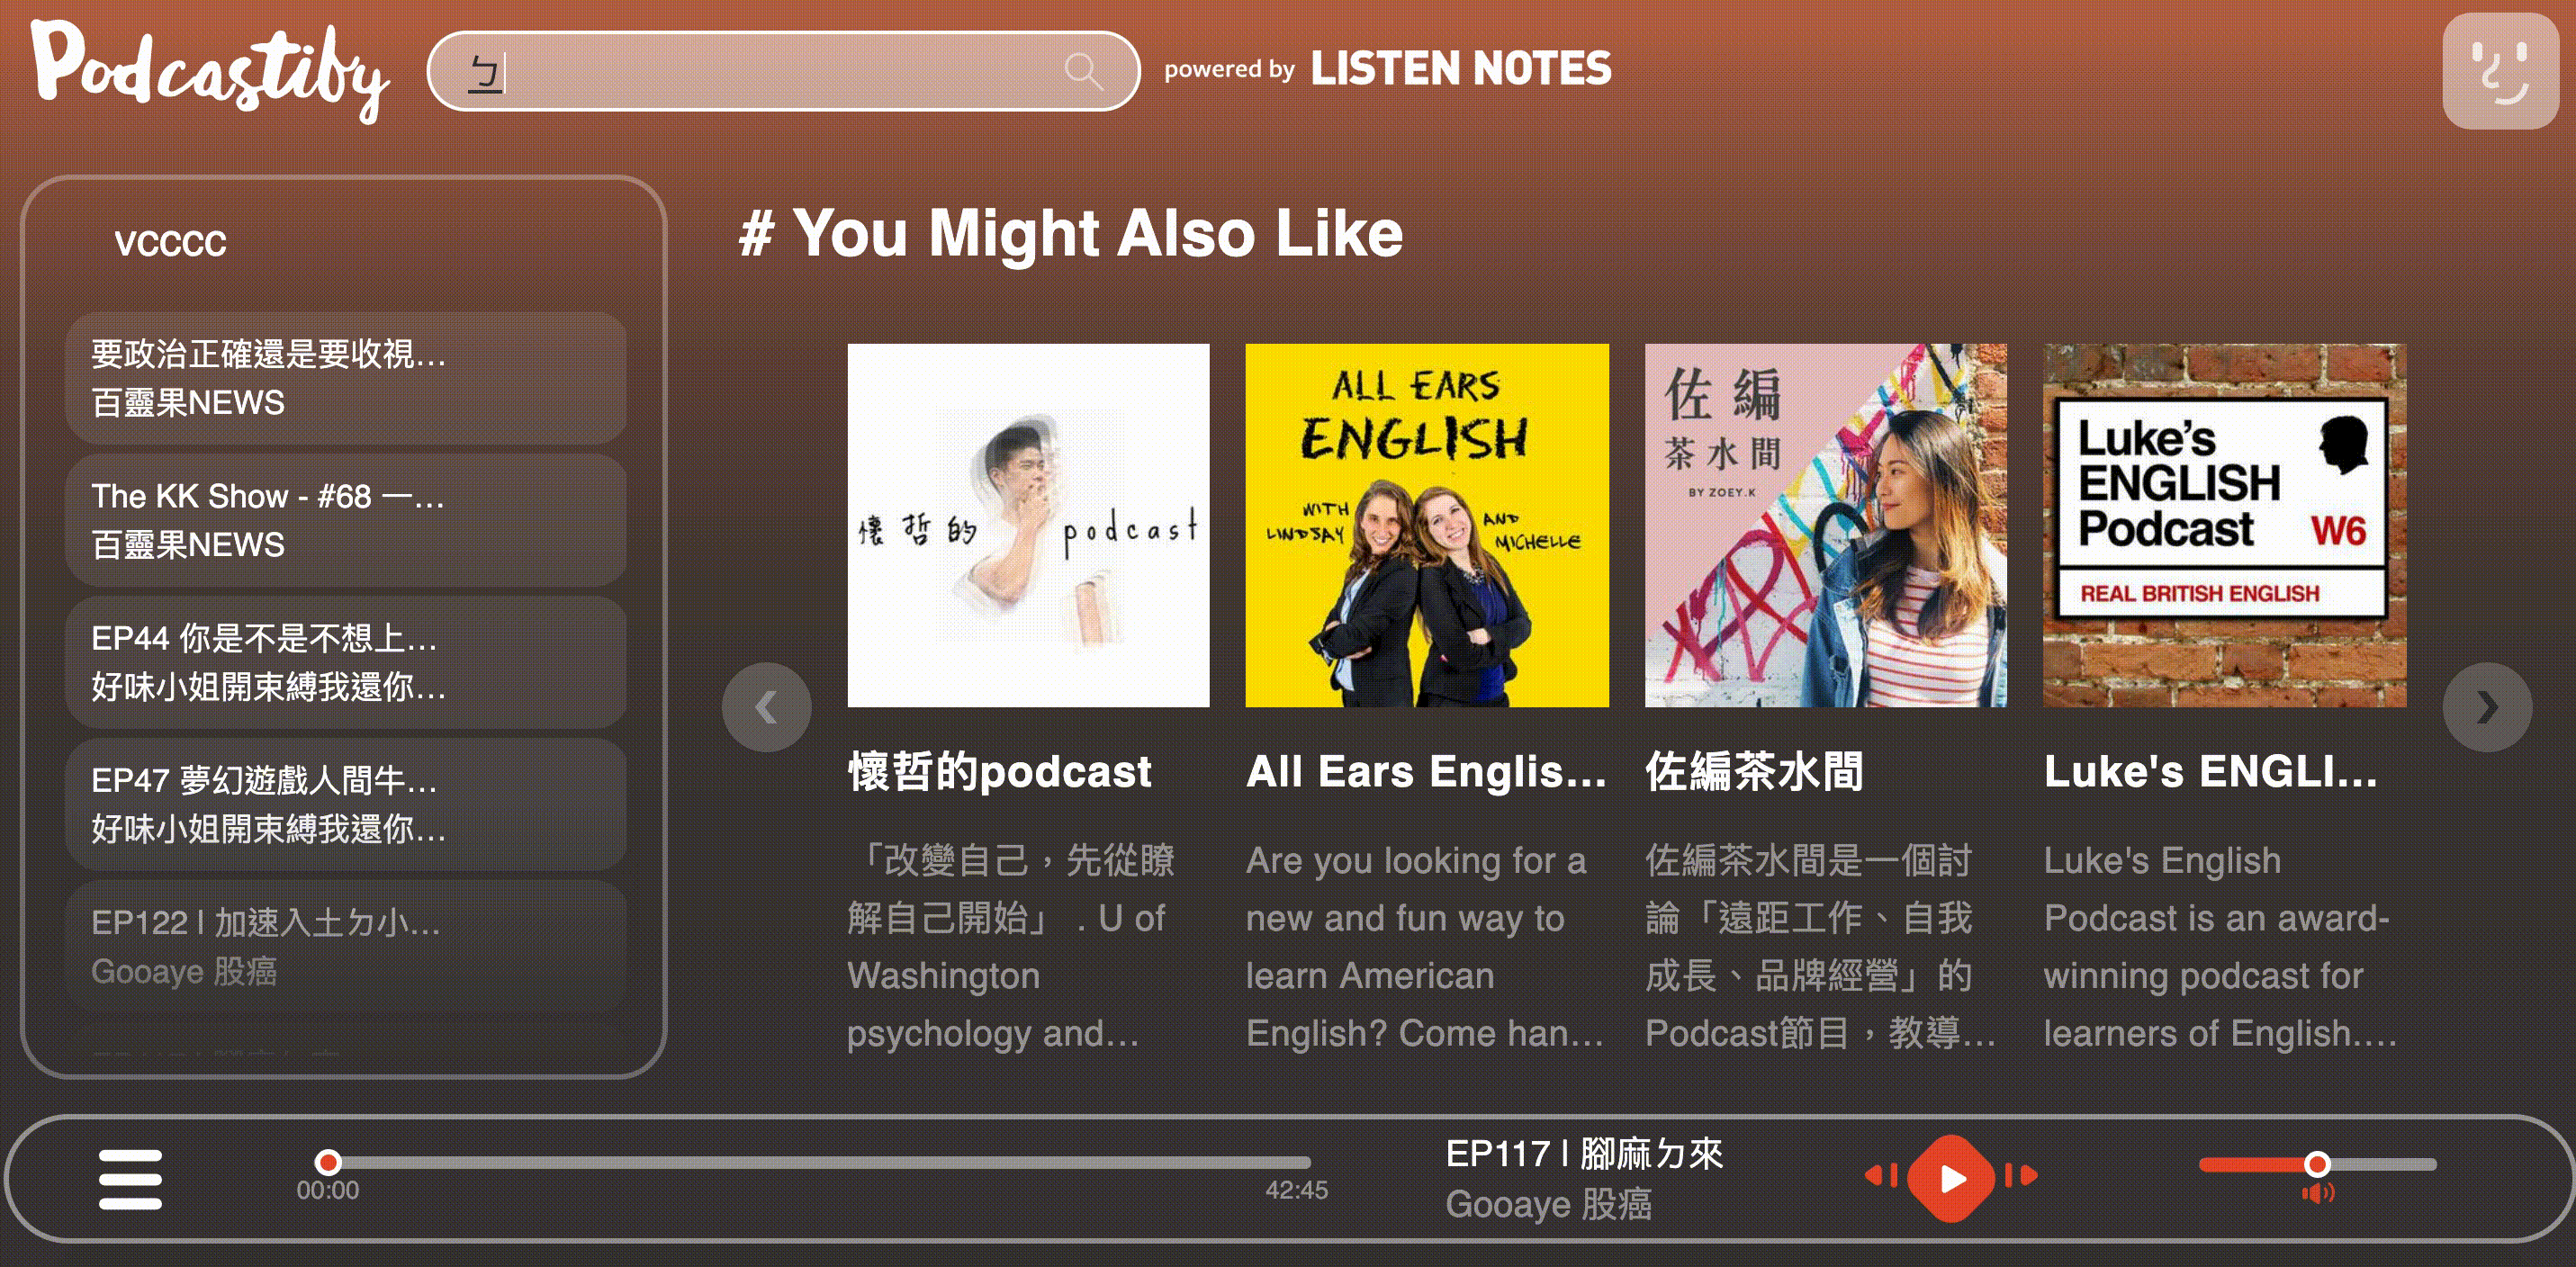 Podcastify
ㄅ
powered by LISTEN NOTES
vcccc
要政治正確還是要收視...
百靈果NEWS
The KK Show - #68 一...
百靈果NEWS
EP44 你是不是不想上...
好味小姐開束縛我還你...
EP47 夢幻遊戲人間牛...
好味小姐開束縛我還你...
EP122 | 加速入土ㄉ小...
Gooaye 股癌
# You Might Also Like
懷哲的 podcast
ALL EARS
ENGLISH
WITH
LINDSAY
AND
MICHELLE
佐編
茶水間
BY ZOEY.K
Luke's
ENGLISH
Podcast W6
REAL BRITISH ENGLISH
懷哲的podcast
「改變自己，先從瞭
解自己開始」 . U of
Washington
psychology and...
All Ears Englis...
Are you looking for a
new and fun way to
learn American
English? Come han...
佐編茶水間
佐編茶水間是一個討
論「遠距工作、自我
成長、品牌經營」的
Podcast節目，教導...
Luke's ENGLI...
Luke's English
Podcast is an award-
winning podcast for
learners of English....
00:00
42:45
EP117 | 腳麻ㄉ來
Gooaye 股癌